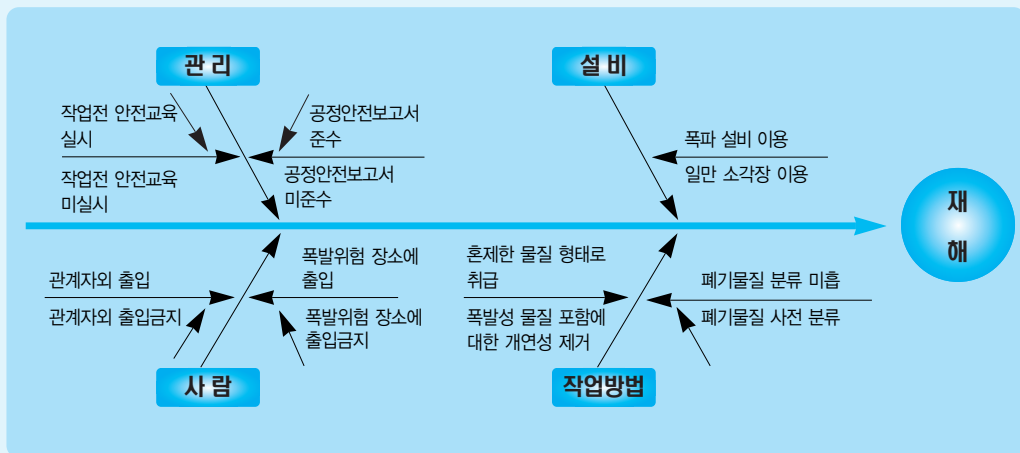 관 리
설 비
작업전 안전교육
실시
공정안전보고서
준수
작업전 안전교육
미실시
공정안전보고서
미준수
폭파 설비 이용
일만 소각장 이용
재
해
관계자외 출입
폭발위험 장소에
출입
관계자외 출입금지
폭발위험 장소에
출입금지
혼제한 물질 형태로
취급
폭발성 물질 포함에
대한 개연성 제거
폐기물질 분류 미흡
폐기물질 사전 분류
사 람
작업방법